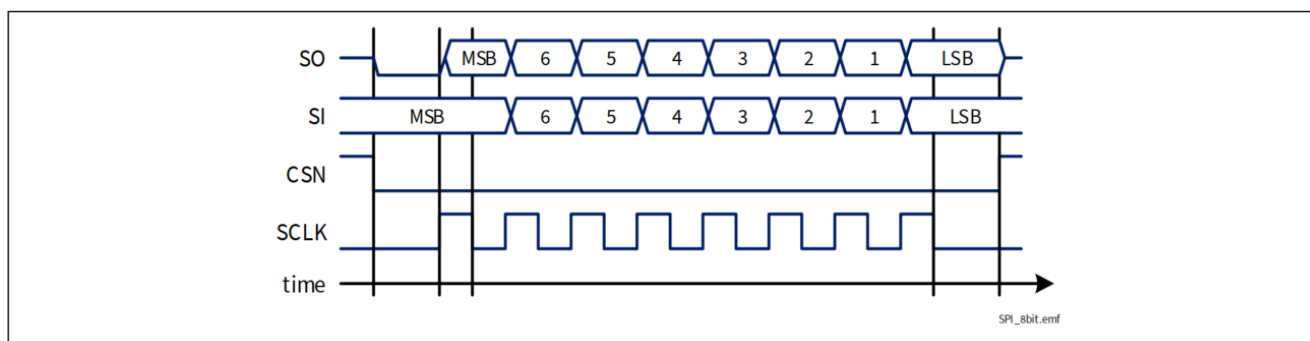 SO MSB 6 5 4 3 2 1 LSB
SI MSB 6 5 4 3 2 1 LSB
CSN
SCLK
time
SPI_8bit.emf